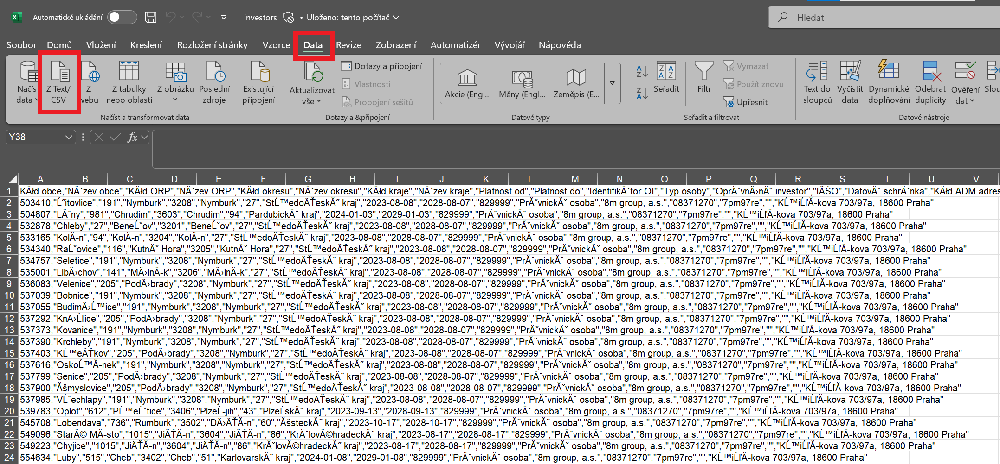 Automatické ukládání
investors
• Uloženo: tento počítač
Hledat
Soubor Domů Vložení Kreslení Rozložení stránky Vzorce Data Revize Zobrazení Automatizér Vývojář Nápověda
Načíst data
Z Text/ CSV
Z webu
Z tabulky nebo oblasti
Z obrázku
Poslední zdroje
Existující připojení
Načíst a transformovat data
Aktualizovat vše
Dotazy a připojení
Vlastnosti
Propojení sešitů
Dotazy a &připojení
Akcie (Engl...
Měny (Engl...
Zeměpis (E...
Datové typy
Seřadit
Filtr
Vymazat
Použít znovu
Upřesnit
Seřadit a filtrovat
Text do sloupců
Vyčistit data
Dynamické doplňování
Odebrat duplicity
Ověření dat
Slou
Datové nástroje
Y38
fx
A B C D E F G H I J K L M N O P Q R S T U V
1 KĂłd obce,"NĂˇzev obce","KĂłd ORP","NĂˇzev ORP","KĂłd okresu","NĂˇzev okresu","KĂłd kraje","NĂˇzev kraje","Platnost od","Platnost do","IdentifikĂˇtor OI","Typ osoby","OprĂˇvnÄ›nĂ˝ investor","IÄŚO","DatovĂˇ schrĂˇnka","KĂłd ADM adres
2 503410,"Ĺ˝itovlice","191","Nymburk","3208","Nymburk","27","StĹ™edoÄŤeskĂ˝ kraj","2023-08-08","2028-08-07","829999","PrĂˇvnickĂˇ osoba","8m group, a.s.","08371270","7pm97re","","KĹ™iĹľĂ­kova 703/97a, 18600 Praha"
3 504807,"LĂˇny","981","Chrudim","3603","Chrudim","94","PardubickĂ˝ kraj","2024-01-03","2029-01-03","829999","PrĂˇvnickĂˇ osoba","8m group, a.s.","08371270","7pm97re","","KĹ™iĹľĂ­kova 703/97a, 18600 Praha"
4 532878,"Chleby","27","BeneĹˇov","3201","BeneĹˇov","27","StĹ™edoÄŤeskĂ˝ kraj","2023-08-08","2028-08-07","829999","PrĂˇvnickĂˇ osoba","8m group, a.s.","08371270","7pm97re","","KĹ™iĹľĂ­kova 703/97a, 18600 Praha"
5 533165,"KolĂ­n","94","KolĂ­n","3204","KolĂ­n","27","StĹ™edoÄŤeskĂ˝ kraj","2023-08-08","2028-08-07","829999","PrĂˇvnickĂˇ osoba","8m group, a.s.","08371270","7pm97re","","KĹ™iĹľĂ­kova 703/97a, 18600 Praha"
6 534340,"RaĹˇovice","116","KutnĂˇ Hora","3205","KutnĂˇ Hora","27","StĹ™edoÄŤeskĂ˝ kraj","2023-08-08","2028-08-07","829999","PrĂˇvnickĂˇ osoba","8m group, a.s.","08371270","7pm97re","","KĹ™iĹľĂ­kova 703/97a, 18600 Praha"
7 534757,"Seletice","191","Nymburk","3208","Nymburk","27","StĹ™edoÄŤeskĂ˝ kraj","2023-08-08","2028-08-07","829999","PrĂˇvnickĂˇ osoba","8m group, a.s.","08371270","7pm97re","","KĹ™iĹľĂ­kova 703/97a, 18600 Praha"
8 535001,"LibÄ›chov","141","MÄ›lnĂ­k","3206","MÄ›lnĂ­k","27","StĹ™edoÄŤeskĂ˝ kraj","2023-08-08","2028-08-07","829999","PrĂˇvnickĂˇ osoba","8m group, a.s.","08371270","7pm97re","","KĹ™iĹľĂ­kova 703/97a, 18600 Praha"
9 536083,"Velenice","205","PodÄ›brady","3208","Nymburk","27","StĹ™edoÄŤeskĂ˝ kraj","2023-08-08","2028-08-07","829999","PrĂˇvnickĂˇ osoba","8m group, a.s.","08371270","7pm97re","","KĹ™iĹľĂ­kova 703/97a, 18600 Praha"
10 537039,"Bobnice","191","Nymburk","3208","Nymburk","27","StĹ™edoÄŤeskĂ˝ kraj","2023-08-08","2028-08-07","829999","PrĂˇvnickĂˇ osoba","8m group, a.s.","08371270","7pm97re","","KĹ™iĹľĂ­kova 703/97a, 18600 Praha"
11 537055,"BudimÄ›Ĺ™ice","191","Nymburk","3208","Nymburk","27","StĹ™edoÄŤeskĂ˝ kraj","2023-08-08","2028-08-07","829999","PrĂˇvnickĂˇ osoba","8m group, a.s.","08371270","7pm97re","","KĹ™iĹľĂ­kova 703/97a, 18600 Praha"
12 537292,"KnÄ›Ĺľice","205","PodÄ›brady","3208","Nymburk","27","StĹ™edoÄŤeskĂ˝ kraj","2023-08-08","2028-08-07","829999","PrĂˇvnickĂˇ osoba","8m group, a.s.","08371270","7pm97re","","KĹ™iĹľĂ­kova 703/97a, 18600 Praha"
13 537373,"Kovanice","191","Nymburk","3208","Nymburk","27","StĹ™edoÄŤeskĂ˝ kraj","2023-08-08","2028-08-07","829999","PrĂˇvnickĂˇ osoba","8m group, a.s.","08371270","7pm97re","","KĹ™iĹľĂ­kova 703/97a, 18600 Praha"
14 537390,"Krchleby","191","Nymburk","3208","Nymburk","27","StĹ™edoÄŤeskĂ˝ kraj","2023-08-08","2028-08-07","829999","PrĂˇvnickĂˇ osoba","8m group, a.s.","08371270","7pm97re","","KĹ™iĹľĂ­kova 703/97a, 18600 Praha"
15 537403,"KĹ™eÄŤkov","205","PodÄ›brady","3208","Nymburk","27","StĹ™edoÄŤeskĂ˝ kraj","2023-08-08","2028-08-07","829999","PrĂˇvnickĂˇ osoba","8m group, a.s.","08371270","7pm97re","","KĹ™iĹľĂ­kova 703/97a, 18600 Praha"
16 537616,"OskoĹ™Ă­nek","191","Nymburk","3208","Nymburk","27","StĹ™edoÄŤeskĂ˝ kraj","2023-08-08","2028-08-07","829999","PrĂˇvnickĂˇ osoba","8m group, a.s.","08371270","7pm97re","","KĹ™iĹľĂ­kova 703/97a, 18600 Praha"
17 537799,"Senice","205","PodÄ›brady","3208","Nymburk","27","StĹ™edoÄŤeskĂ˝ kraj","2023-08-08","2028-08-07","829999","PrĂˇvnickĂˇ osoba","8m group, a.s.","08371270","7pm97re","","KĹ™iĹľĂ­kova 703/97a, 18600 Praha"
18 537900,"Ăšmyslovice","205","PodÄ›brady","3208","Nymburk","27","StĹ™edoÄŤeskĂ˝ kraj","2023-08-08","2028-08-07","829999","PrĂˇvnickĂˇ osoba","8m group, a.s.","08371270","7pm97re","","KĹ™iĹľĂ­kova 703/97a, 18600 Praha"
19 537985,"VĹˇechlapy","191","Nymburk","3208","Nymburk","27","StĹ™edoÄŤeskĂ˝ kraj","2023-08-08","2028-08-07","829999","PrĂˇvnickĂˇ osoba","8m group, a.s.","08371270","7pm97re","","KĹ™iĹľĂ­kova 703/97a, 18600 Praha"
20 539783,"Oplot","612","PĹ™eĹˇtice","3406","PlzeĹ-jih","43","PlzeĹskĂ˝ kraj","2023-09-13","2028-09-13","829999","PrĂˇvnickĂˇ osoba","8m group, a.s.","08371270","7pm97re","","KĹ™iĹľĂ­kova 703/97a, 18600 Praha"
21 545708,"Lobendava","736","Rumburk","3502","DÄ›ÄŤĂ­n","60","ĂšsteckĂ˝ kraj","2023-10-17","2028-10-17","829999","PrĂˇvnickĂˇ osoba","8m group, a.s.","08371270","7pm97re","","KĹ™iĹľĂ­kova 703/97a, 18600 Praha"
22 549096,"StarĂ© MĂ­sto","1015","JiÄŤĂ­n","3604","JiÄŤĂ­n","86","KrĂˇlovĂ©hradeckĂ˝ kraj","2023-08-17","2028-08-17","829999","PrĂˇvnickĂˇ osoba","8m group, a.s.","08371270","7pm97re","","KĹ™iĹľĂ­kova 703/97a, 18600 Praha"
23 549223,"Chyjice","1015","JiÄŤĂ­n","3604","JiÄŤĂ­n","86","KrĂˇlovĂ©hradeckĂ˝ kraj","2023-08-17","2028-08-17","829999","PrĂˇvnickĂˇ osoba","8m group, a.s.","08371270","7pm97re","","KĹ™iĹľĂ­kova 703/97a, 18600 Praha"
24 554634,"Luby","515","Cheb","3402","Cheb","51","KarlovarskĂ˝ kraj","2024-01-08","2029-01-08","829999","PrĂˇvnickĂˇ osoba","8m group, a.s.","08371270","7pm97re","","KĹ™iĹľĂ­kova 703/97a, 18600 Praha"